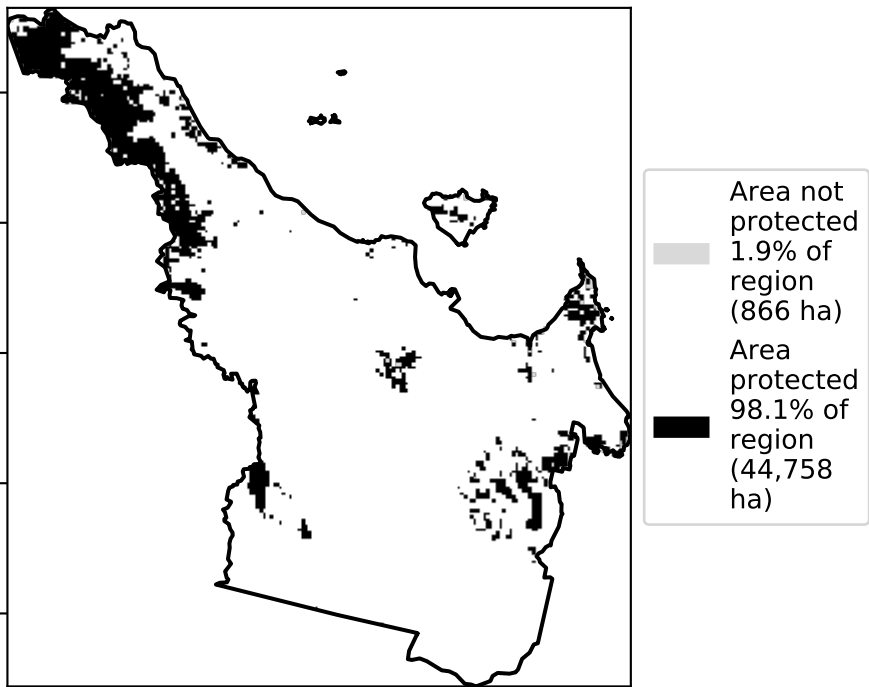 Area not
protected
1.9% of
region
(866 ha)
Area
protected
98.1% of
region
(44,758
ha)